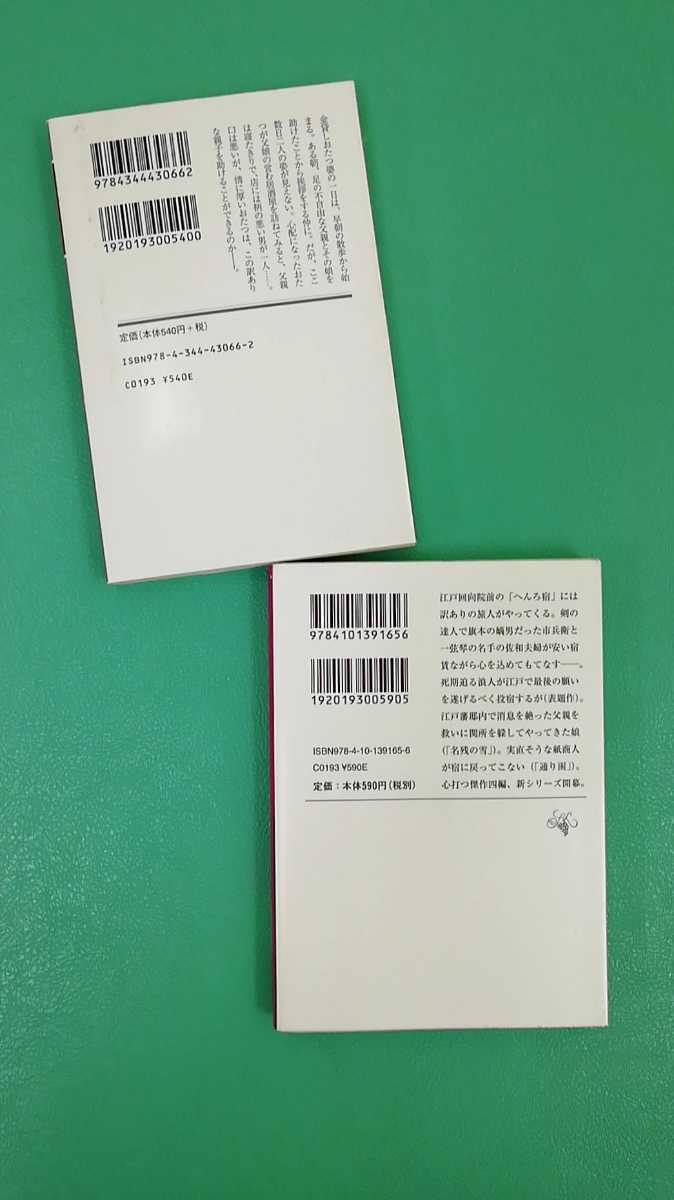 金貸しおたつ婆の一日は、早朝の散歩から始
まる。ある朝、足の不自由な父親とその娘を
助けたことから挨拶をする仲に。だが、ここ
数日二人の姿が見えない。心配になったおた
つが父娘の営む居酒屋を訪ねてみると、父親
は寝たきりで、店には柄の悪い男が一人――。
口は悪いが、情に厚いおたつは、この訳あり
な親子を助けることができるのか――。
9784344430662
1920193005400
定価(本体540円+税)
ISBN978-4-344-43066-2
C0193 ¥540E
9784101391656
1920193005905
ISBN978-4-10-139165-6
C0193 ¥590E
定価:本体590円(税別)
江戸回向院前の「へんろ宿」には
訳ありの旅人がやってくる。剣の
達人で旗本の嫡男だった市兵衛と
一弦琴の名手の佐和夫婦が安い宿
賃ながら心を込めてもてなす――。
死期迫る浪人が江戸で最後の願い
を遂げるべく投宿するが(表題作)。
江戸藩邸内で消息を絶った父親を
救いに関所を躱してやってきた娘
(「名残の雪」)。実直そうな紙商人
が宿に戻ってこない(「通り雨」)。
心打つ傑作四編、新シリーズ開幕。